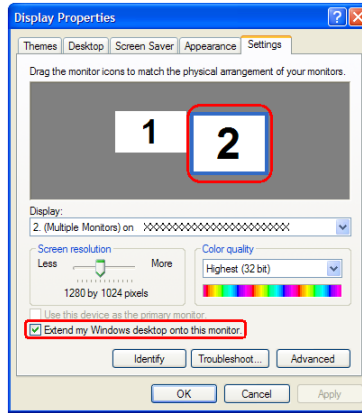 Display Properties
Themes Desktop Screen Saver Appearance Settings
Drag the monitor icons to match the physical arrangement of your monitors.
1 2
Display:
2. (Multiple Monitors) on XXXXXXXXXXXXXXXXXXXXXXXX
Screen resolution Color quality
Less More Highest (32 bit)
1280 by 1024 pixels
Use this device as the primary monitor.
Extend my Windows desktop onto this monitor.
Identify Troubleshoot... Advanced
OK Cancel Apply